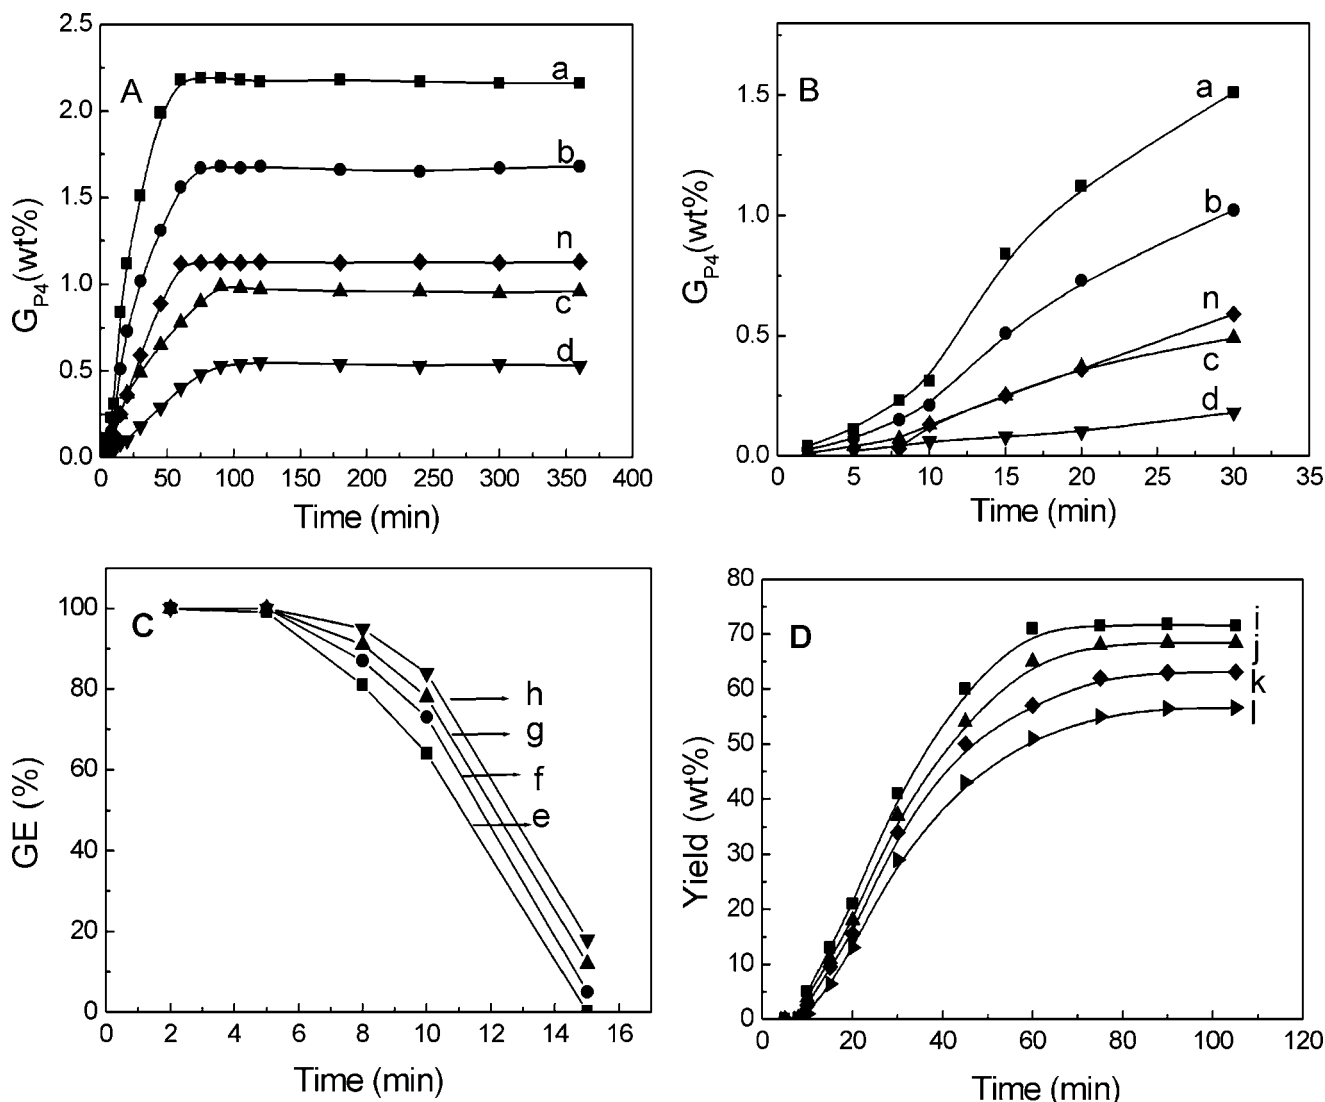 A
2.5
2.0
1.5
1.0
0.5
0.0
G_P4 (wt%)
a
b
n
c
d
0 50 100 150 200 250 300 350 400
Time (min)
B
1.5
1.0
0.5
0.0
G_P4 (wt%)
a
b
n
c
d
0 5 10 15 20 25 30 35
Time (min)
C
100
80
60
40
20
0
GE (%)
h
g
f
e
0 2 4 6 8 10 12 14 16
Time (min)
D
80
70
60
50
40
30
20
10
0
Yield (wt%)
i
j
k
l
0 20 40 60 80 100 120
Time (min)